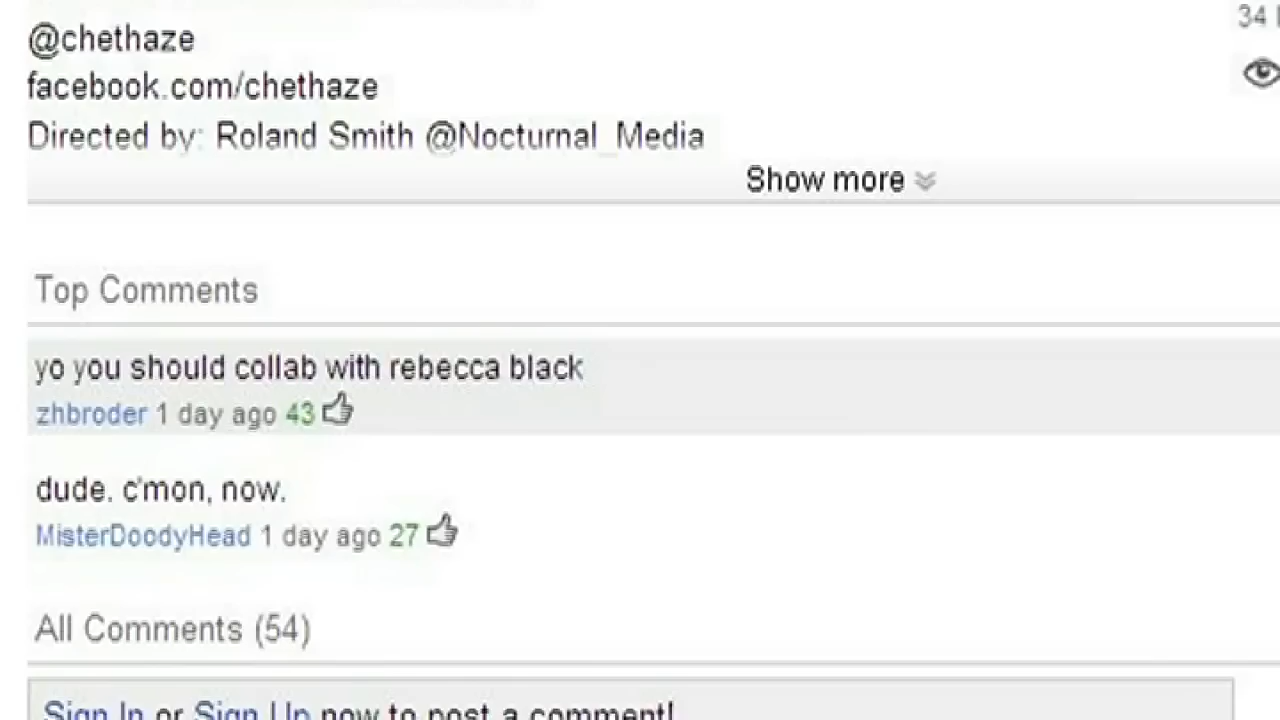 @chethaze
34
facebook.com/chethaze
Directed by: Roland Smith @Nocturnal_Media
Show more
Top Comments
yo you should collab with rebecca black
zhbroder 1 day ago 43
dude. c'mon, now.
MisterDoodyHead 1 day ago 27
All Comments (54)
Sign In or Sign Up now to post a comment!